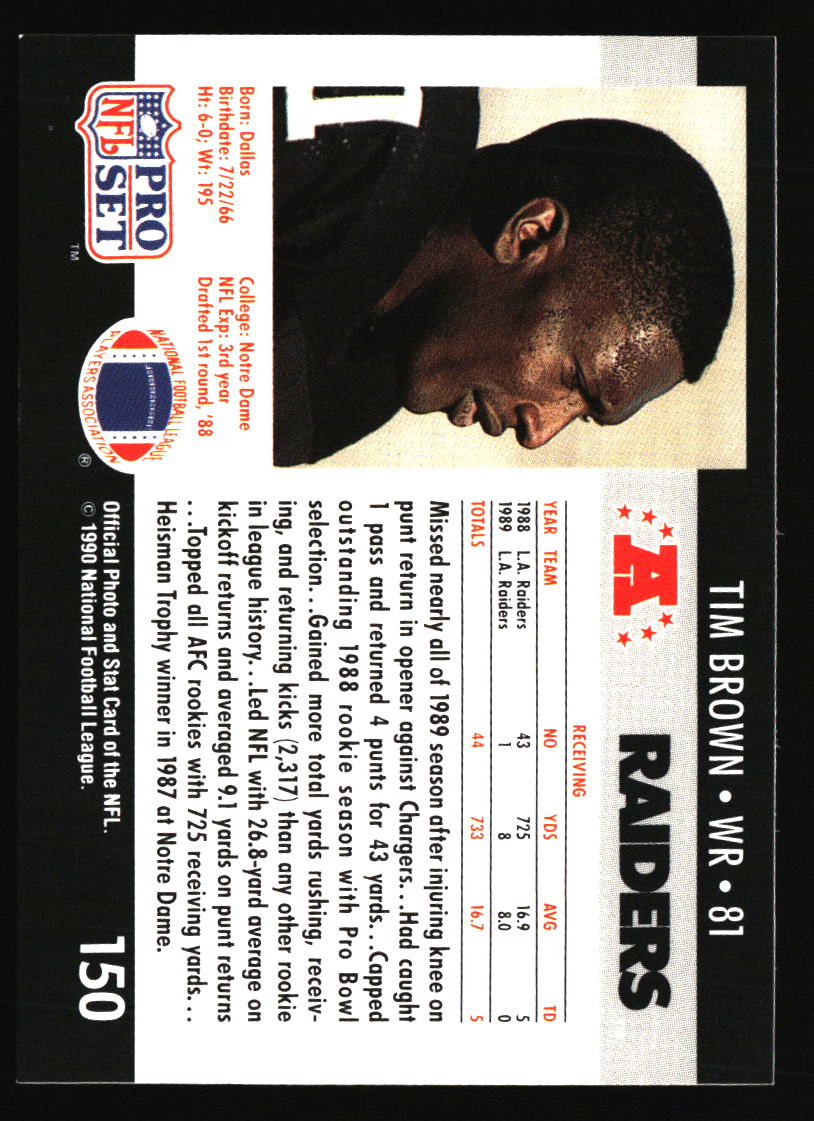 TIM BROWN • WR • 81
A
RAIDERS
RECEIVING
YEAR TEAM NO YDS AVG TD
1988 L.A. Raiders 43 725 16.9 5
1989 L.A. Raiders 1 8 8.0 0
TOTALS 44 733 16.7 5
Missed nearly all of 1989 season after injuring knee on
punt return in opener against Chargers...Had caught
1 pass and returned 4 punts for 43 yards...Capped
outstanding 1988 rookie season with Pro Bowl
selection...Gained more total yards rushing, receiv-
ing, and returning kicks (2,317) than any other rookie
in league history...Led NFL with 26.8-yard average on
kickoff returns and averaged 9.1 yards on punt returns
...Topped all AFC rookies with 725 receiving yards...
Heisman Trophy winner in 1987 at Notre Dame.
Born: Dallas
Birthdate: 7/22/66
Ht: 6-0; Wt: 195
College: Notre Dame
NFL Exp: 3rd year
Drafted 1st round, '88
NFL PRO SET TM
NATIONAL FOOTBALL LEAGUE
PLAYERS ASSOCIATION ®
Official Photo and Stat Card of the NFL.
© 1990 National Football League.
150